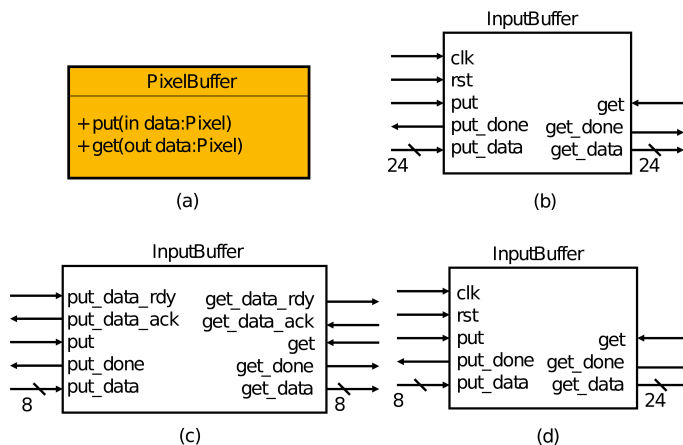 PixelBuffer
+put(in data:Pixel)
+get(out data:Pixel)
(a)
InputBuffer
clk
rst
put
put_done
put_data
24
get
get_done
get_data
24
(b)
InputBuffer
put_data_rdy
put_data_ack
put
put_done
put_data
8
get_data_rdy
get_data_ack
get
get_done
get_data
8
(c)
InputBuffer
clk
rst
put
put_done
put_data
8
get
get_done
get_data
24
(d)